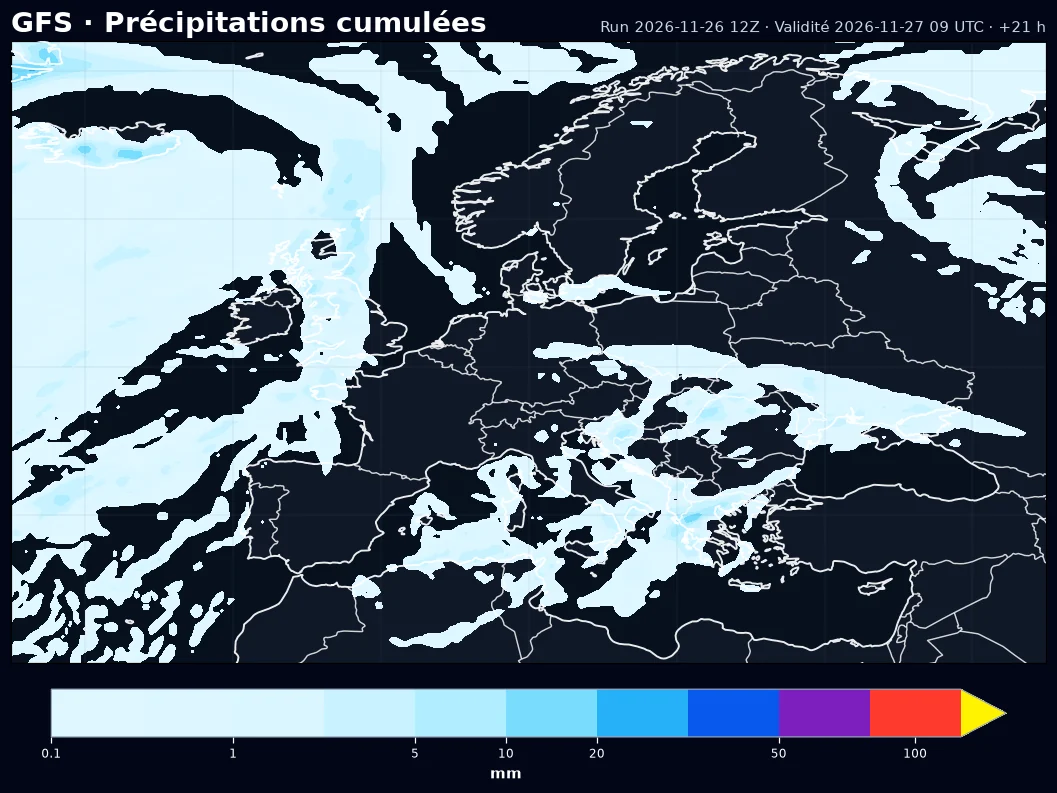 GFS · Précipitations cumulées
Run 2026-11-26 12Z · Validité 2026-11-27 09 UTC · +21 h
0.1 1 5 10 20 50 100
mm